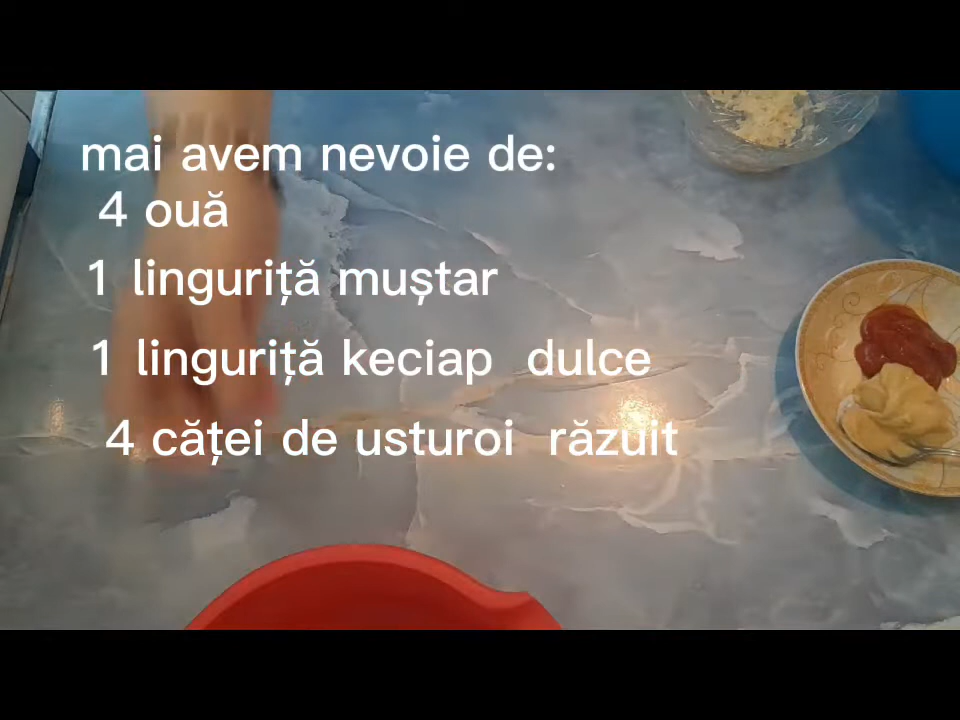 mai avem nevoie de:
4 ouă
1 linguriță muștar
1 linguriță keciap dulce
4 căței de usturoi răzuit